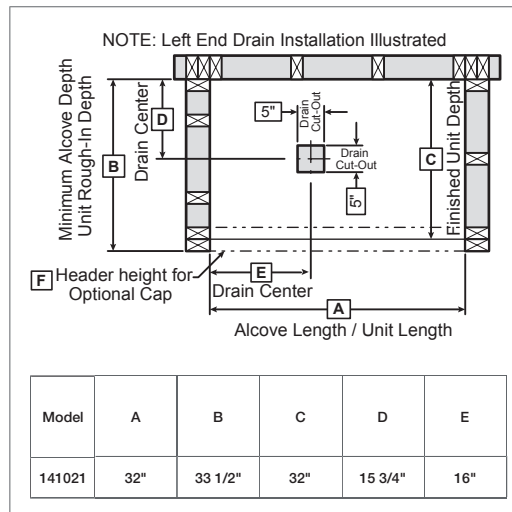 NOTE: Left End Drain Installation Illustrated
Minimum Alcove Depth
Unit Rough-In Depth
B
Drain Center
D
5"
Drain
Cut-Out
Drain
Cut-Out
5"
C
Finished Unit Depth
F Header height for
Optional Cap
E
Drain Center
A
Alcove Length / Unit Length
Model A B C D E
141021 32" 33 1/2" 32" 15 3/4" 16"